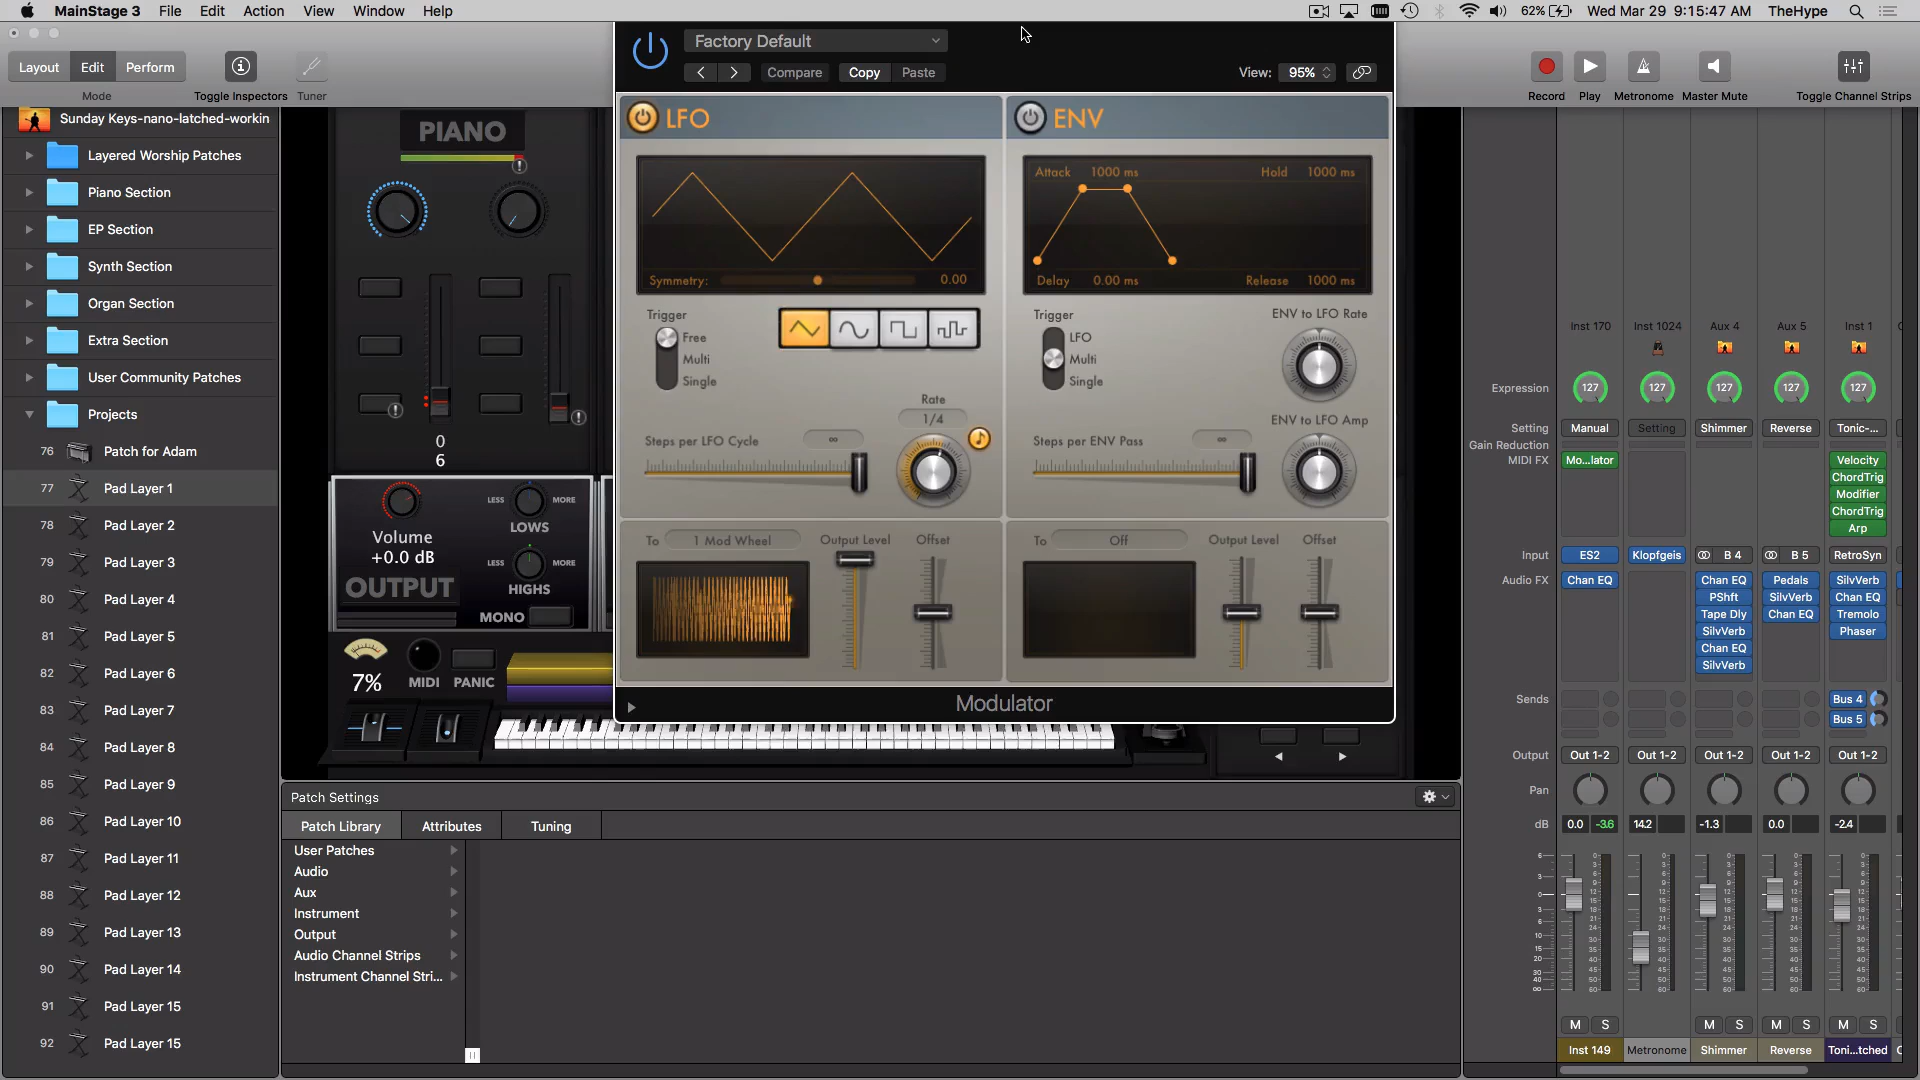 MainStage 3 File Edit Action View Window Help
62% Wed Mar 29 9:15:47 AM TheHype
Layout Edit Perform
Mode Toggle Inspectors Tuner
Factory Default
Compare Copy Paste View: 95%
Record Play Metronome Master Mute Toggle Channel Strips
Sunday Keys-nano-latched-workin
Layered Worship Patches
Piano Section
EP Section
Synth Section
Organ Section
Extra Section
User Community Patches
Projects
76 Patch for Adam
77 Pad Layer 1
78 Pad Layer 2
79 Pad Layer 3
80 Pad Layer 4
81 Pad Layer 5
82 Pad Layer 6
83 Pad Layer 7
84 Pad Layer 8
85 Pad Layer 9
86 Pad Layer 10
87 Pad Layer 11
88 Pad Layer 12
89 Pad Layer 13
90 Pad Layer 14
91 Pad Layer 15
92 Pad Layer 15
PIANO
0
6
Volume
+0.0 dB
OUTPUT
LESS MORE
LOWS
LESS MORE
HIGHS
MONO
7% MIDI PANIC
LFO
Symmetry: 0.00
Trigger
Free
Multi
Single
Rate
1/4
Steps per LFO Cycle ∞
To 1 Mod Wheel Output Level Offset
ENV
Attack 1000 ms Hold 1000 ms
Delay 0.00 ms Release 1000 ms
Trigger
LFO
Multi
Single
ENV to LFO Rate
ENV to LFO Amp
Steps per ENV Pass ∞
To Off Output Level Offset
Modulator
Patch Settings
Patch Library Attributes Tuning
User Patches
Audio
Aux
Instrument
Output
Audio Channel Strips
Instrument Channel Stri...
Inst 170 Inst 1024 Aux 4 Aux 5 Inst 1
Expression 127 127 127 127 127
Setting Manual Setting Shimmer Reverse Tonic-...
Gain Reduction
MIDI FX Mo...lator Velocity
ChordTrig
Modifier
ChordTrig
Arp
Input ES2 Klopfgeis B 4 B 5 RetroSyn
Audio FX Chan EQ Chan EQ Pedals SilvVerb
PShft SilvVerb Chan EQ
Tape Dly Chan EQ Tremolo
SilvVerb Phaser
Chan EQ
SilvVerb
Sends Bus 4
Bus 5
Output Out 1-2 Out 1-2 Out 1-2 Out 1-2 Out 1-2
Pan
dB 0.0 -3.6 14.2 -1.3 0.0 -2.4
M S M S M S M S
Inst 149 Metronome Shimmer Reverse Toni...tched